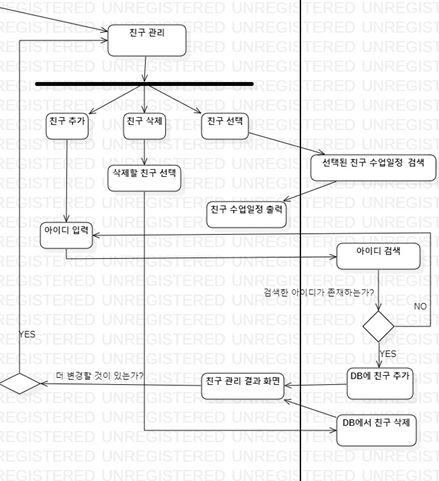 친구 관리
친구 추가
친구 삭제
친구 선택
선택된 친구 수업일정 검색
삭제할 친구 선택
친구 수업일정 출력
아이디 입력
아이디 검색
검색한 아이디가 존재하는가?
NO
YES
YES
더 변경할 것이 있는가?
친구 관리 결과 화면
DB에 친구 추가
DB에서 친구 삭제
UNREGISTERED